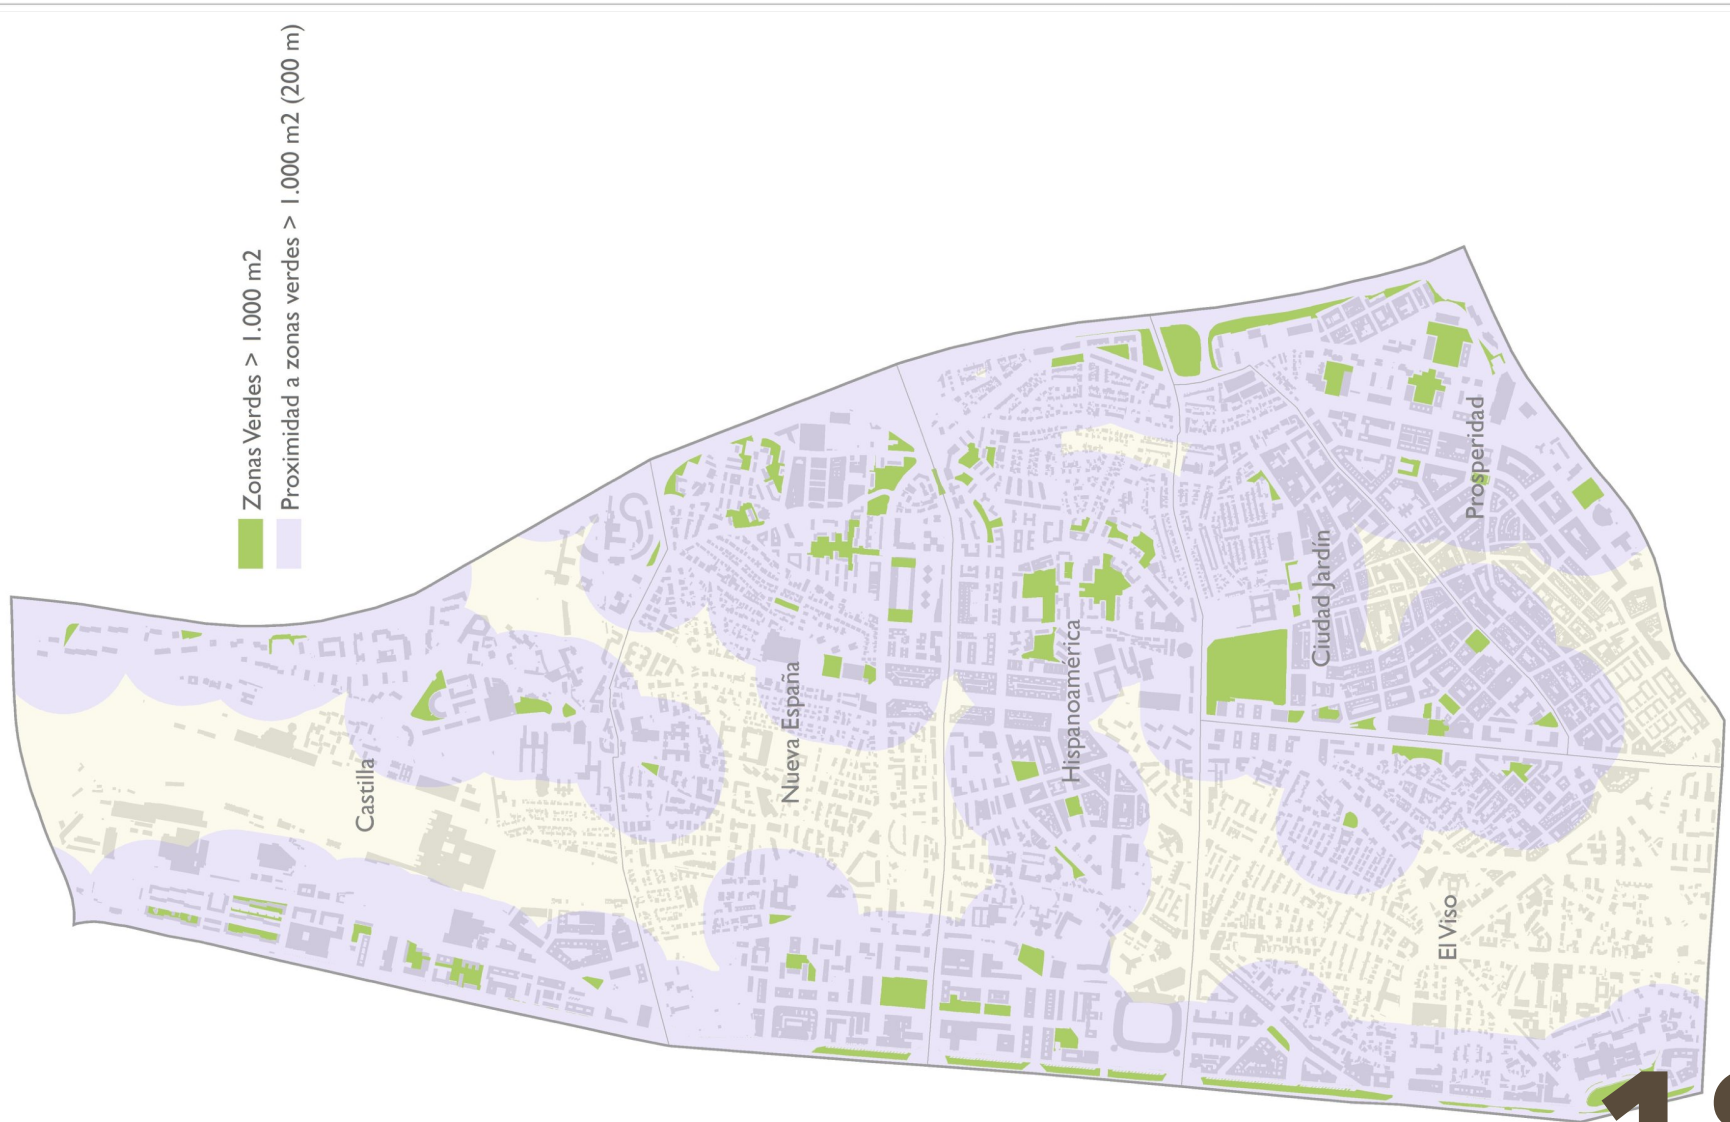 Zonas Verdes > 1.000 m2
Proximidad a zonas verdes > 1.000 m2 (200 m)
Castilla
Nueva España
Hispanoamérica
Ciudad Jardín
Prosperidad
El Viso